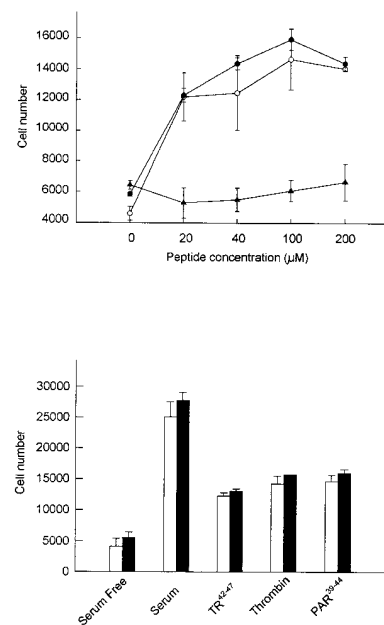 16000
14000
12000
10000
8000
6000
4000
Cell number
0 20 40 100 200
Peptide concentration (µM)
30000
25000
20000
15000
10000
5000
0
Cell number
Serum Free
Serum
TR42-47
Thrombin
PAR39-44